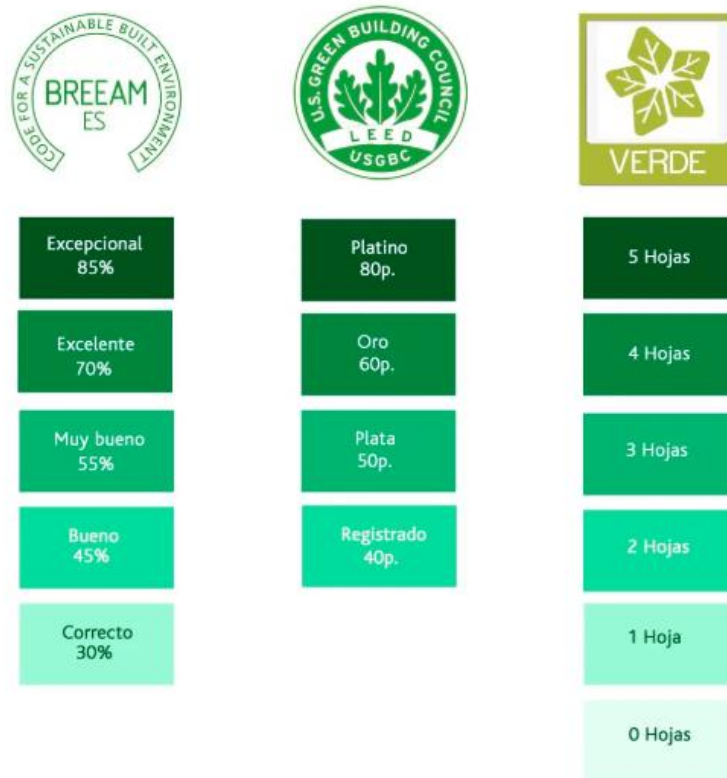 CODE FOR A SUSTAINABLE BUILT ENVIRONMENT
BREEAM
ES
U.S. GREEN BUILDING COUNCIL
LEED
USGBC
VERDE
Excepcional
85%
Excelente
70%
Muy bueno
55%
Bueno
45%
Correcto
30%
Platino
80p.
Oro
60p.
Plata
50p.
Registrado
40p.
5 Hojas
4 Hojas
3 Hojas
2 Hojas
1 Hoja
0 Hojas